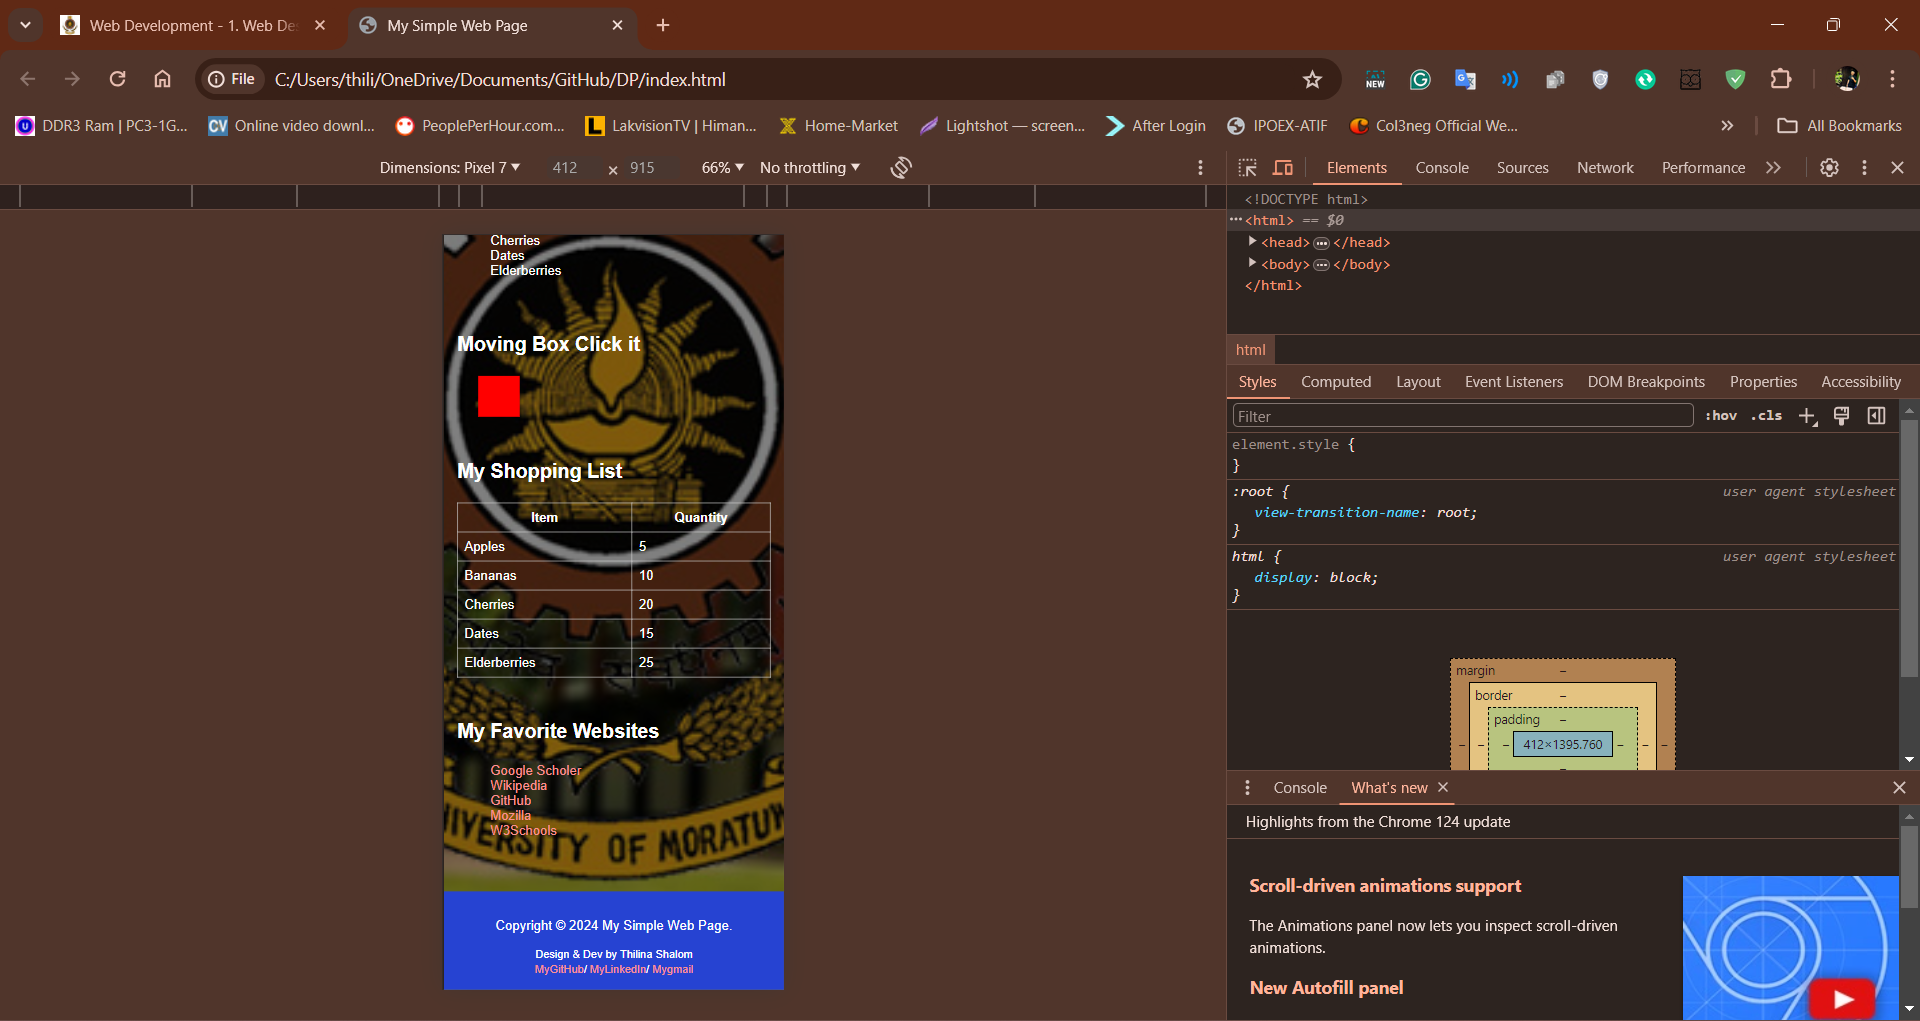 Web Development - 1. Web De
My Simple Web Page
File
C:/Users/thili/OneDrive/Documents/GitHub/DP/index.html
NEW
DDR3 Ram | PC3-1G...
CV Online video downl...
PeoplePerHour.com...
L LakvisionTV | Himan...
Home-Market
Lightshot — screen...
After Login
IPOEX-ATIF
Col3neg Official We...
All Bookmarks
Dimensions: Pixel 7
412 × 915
66%
No throttling
Elements
Console
Sources
Network
Performance
<!DOCTYPE html>
<html> == $0
<head> ··· </head>
<body> ··· </body>
</html>
html
Styles
Computed
Layout
Event Listeners
DOM Breakpoints
Properties
Accessibility
Filter
:hov
.cls
element.style {
}
:root {
user agent stylesheet
view-transition-name: root;
}
html {
user agent stylesheet
display: block;
}
margin –
border –
padding –
– – – 412×1395.760 – – –
Console
What's new
Highlights from the Chrome 124 update
Scroll-driven animations support
The Animations panel now lets you inspect scroll-driven
animations.
New Autofill panel
Cherries
Dates
Elderberries
Moving Box Click it
My Shopping List
Item Quantity
Apples 5
Bananas 10
Cherries 20
Dates 15
Elderberries 25
My Favorite Websites
Google Scholer
Wikipedia
GitHub
Mozilla
W3Schools
IVERSITY OF MORATUW
Copyright © 2024 My Simple Web Page.
Design & Dev by Thilina Shalom
MyGitHub/ MyLinkedIn/ Mygmail